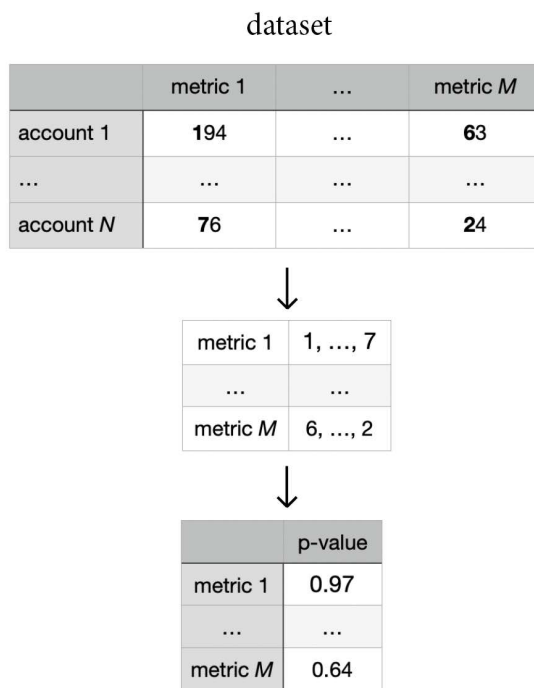 dataset
metric 1 ... metric M
account 1 194 ... 63
... ... ... ...
account N 76 ... 24
metric 1 1, ..., 7
... ...
metric M 6, ..., 2
p-value
metric 1 0.97
... ...
metric M 0.64